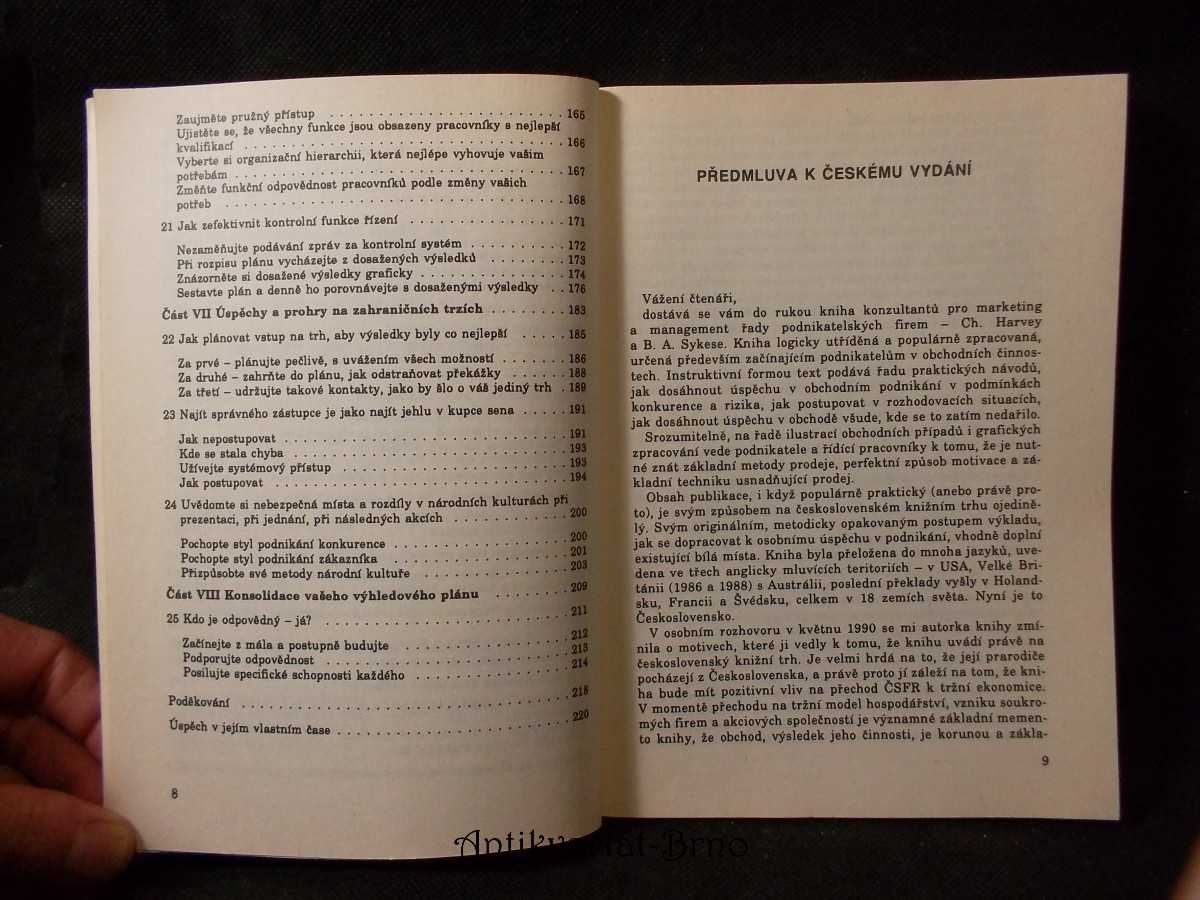 Zaujměte pružný přístup . . . . . . . . . . . . . . . . . . . . . . 165
Ujistěte se, že všechny funkce jsou obsazeny pracovníky s nejlepší
kvalifikací . . . . . . . . . . . . . . . . . . . . . . . . . . . . . . 166
Vyberte si organizační hierarchii, která nejlépe vyhovuje vašim
potřebám . . . . . . . . . . . . . . . . . . . . . . . . . . . . . . 167
Změňte funkční odpovědnost pracovníků podle změny vašich
potřeb . . . . . . . . . . . . . . . . . . . . . . . . . . . . . . . 168
21 Jak zefektivnit kontrolní funkce řízení . . . . . . . . . . . . . . 171
Nezaměňujte podávání zpráv za kontrolní systém . . . . . . . . . 172
Při rozpisu plánu vycházejte z dosažených výsledků . . . . . . . 173
Znázorněte si dosažené výsledky graficky . . . . . . . . . . . . . 174
Sestavte plán a denně ho porovnávejte s dosaženými výsledky . . 176
Část VII Úspěchy a prohry na zahraničních trzích . . . . . . . . 183
22 Jak plánovat vstup na trh, aby výsledky byly co nejlepší . . . . . 185
Za prvé – plánujte pečlivě, s uvážením všech možností . . . . . . 186
Za druhé – zahrňte do plánu, jak odstraňovat překážky . . . . . . 188
Za třetí – udržujte takové kontakty, jako by šlo o váš jediný trh . 189
23 Najít správného zástupce je jako najít jehlu v kupce sena . . . . . 191
Jak nepostupovat . . . . . . . . . . . . . . . . . . . . . . . . . . 191
Kde se stala chyba . . . . . . . . . . . . . . . . . . . . . . . . . 193
Užívejte systémový přístup . . . . . . . . . . . . . . . . . . . . . 193
Jak postupovat . . . . . . . . . . . . . . . . . . . . . . . . . . . 194
24 Uvědomte si nebezpečná místa a rozdíly v národních kulturách při
prezentaci, při jednání, při následných akcích . . . . . . . . . . . 200
Pochopte styl podnikání konkurence . . . . . . . . . . . . . . . . 200
Pochopte styl podnikání zákazníka . . . . . . . . . . . . . . . . . 201
Přizpůsobte své metody národní kultuře . . . . . . . . . . . . . . 203
Část VIII Konsolidace vašeho výhledového plánu . . . . . . . . 209
25 Kdo je odpovědný – já? . . . . . . . . . . . . . . . . . . . . . . 211
Začínejte z mála a postupně budujte . . . . . . . . . . . . . . . . 212
Podporujte odpovědnost . . . . . . . . . . . . . . . . . . . . . . 213
Posilujte specifické schopnosti každého . . . . . . . . . . . . . . 214
Poděkování . . . . . . . . . . . . . . . . . . . . . . . . . . . . . 218
Úspěch v jejím vlastním čase . . . . . . . . . . . . . . . . . . . . 220
8
PŘEDMLUVA K ČESKÉMU VYDÁNÍ
Vážení čtenáři,
dostává se vám do rukou kniha konzultantů pro marketing
a management řady podnikatelských firem – Ch. Harvey
a B. A. Sykese. Kniha logicky utříděná a populárně zpracovaná,
určená především začínajícím podnikatelům v obchodních činnos-
tech. Instruktivní formou text podává řadu praktických návodů,
jak dosáhnout úspěchu v obchodním podnikání v podmínkách
konkurence a rizika, jak postupovat v rozhodovacích situacích,
jak dosáhnout úspěchu v obchodě všude, kde se to zatím nedařilo.
Srozumitelně, na řadě ilustrací obchodních případů i grafických
zpracování vede podnikatele a řídící pracovníky k tomu, že je nut-
né znát základní metody prodeje, perfektní způsob motivace a zá-
kladní techniku usnadňující prodej.
Obsah publikace, i když populárně praktický (anebo právě pro-
to), je svým způsobem na československém knižním trhu ojedině-
lý. Svým originálním, metodicky opakovaným postupem výkladu,
jak se dopracovat k osobnímu úspěchu v podnikání, vhodně doplní
existující bílá místa. Kniha byla přeložena do mnoha jazyků, uve-
dena ve třech anglicky mluvících teritoriích – v USA, Velké Bri-
tánii (1986 a 1988) s Austrálii, poslední překlady vyšly v Holand-
sku, Francii a Švédsku, celkem v 18 zemích světa. Nyní je to
Československo.
V osobním rozhovoru v květnu 1990 se mi autorka knihy zmí-
nila o motivech, které ji vedly k tomu, že knihu uvádí právě na
československý knižní trh. Je velmi hrdá na to, že její prarodiče
pocházejí z Československa, a právě proto jí záleží na tom, že kni-
ha bude mít pozitivní vliv na přechod ČSFR k tržní ekonomice.
V momentě přechodu na tržní model hospodářství, vzniku soukro-
mých firem a akciových společností je významné základní memen-
to knihy, že obchod, výsledek jeho činnosti, je korunou a zákla-
9
Antikvariat-Brno